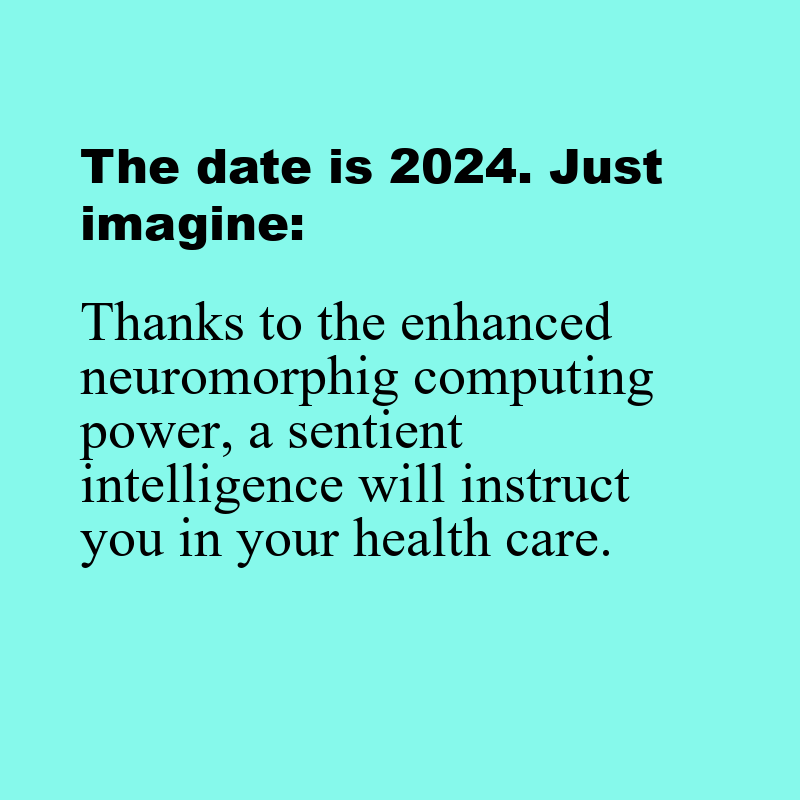 The date is 2024. Just
imagine:
Thanks to the enhanced
neuromorphig computing
power, a sentient
intelligence will instruct
you in your health care.